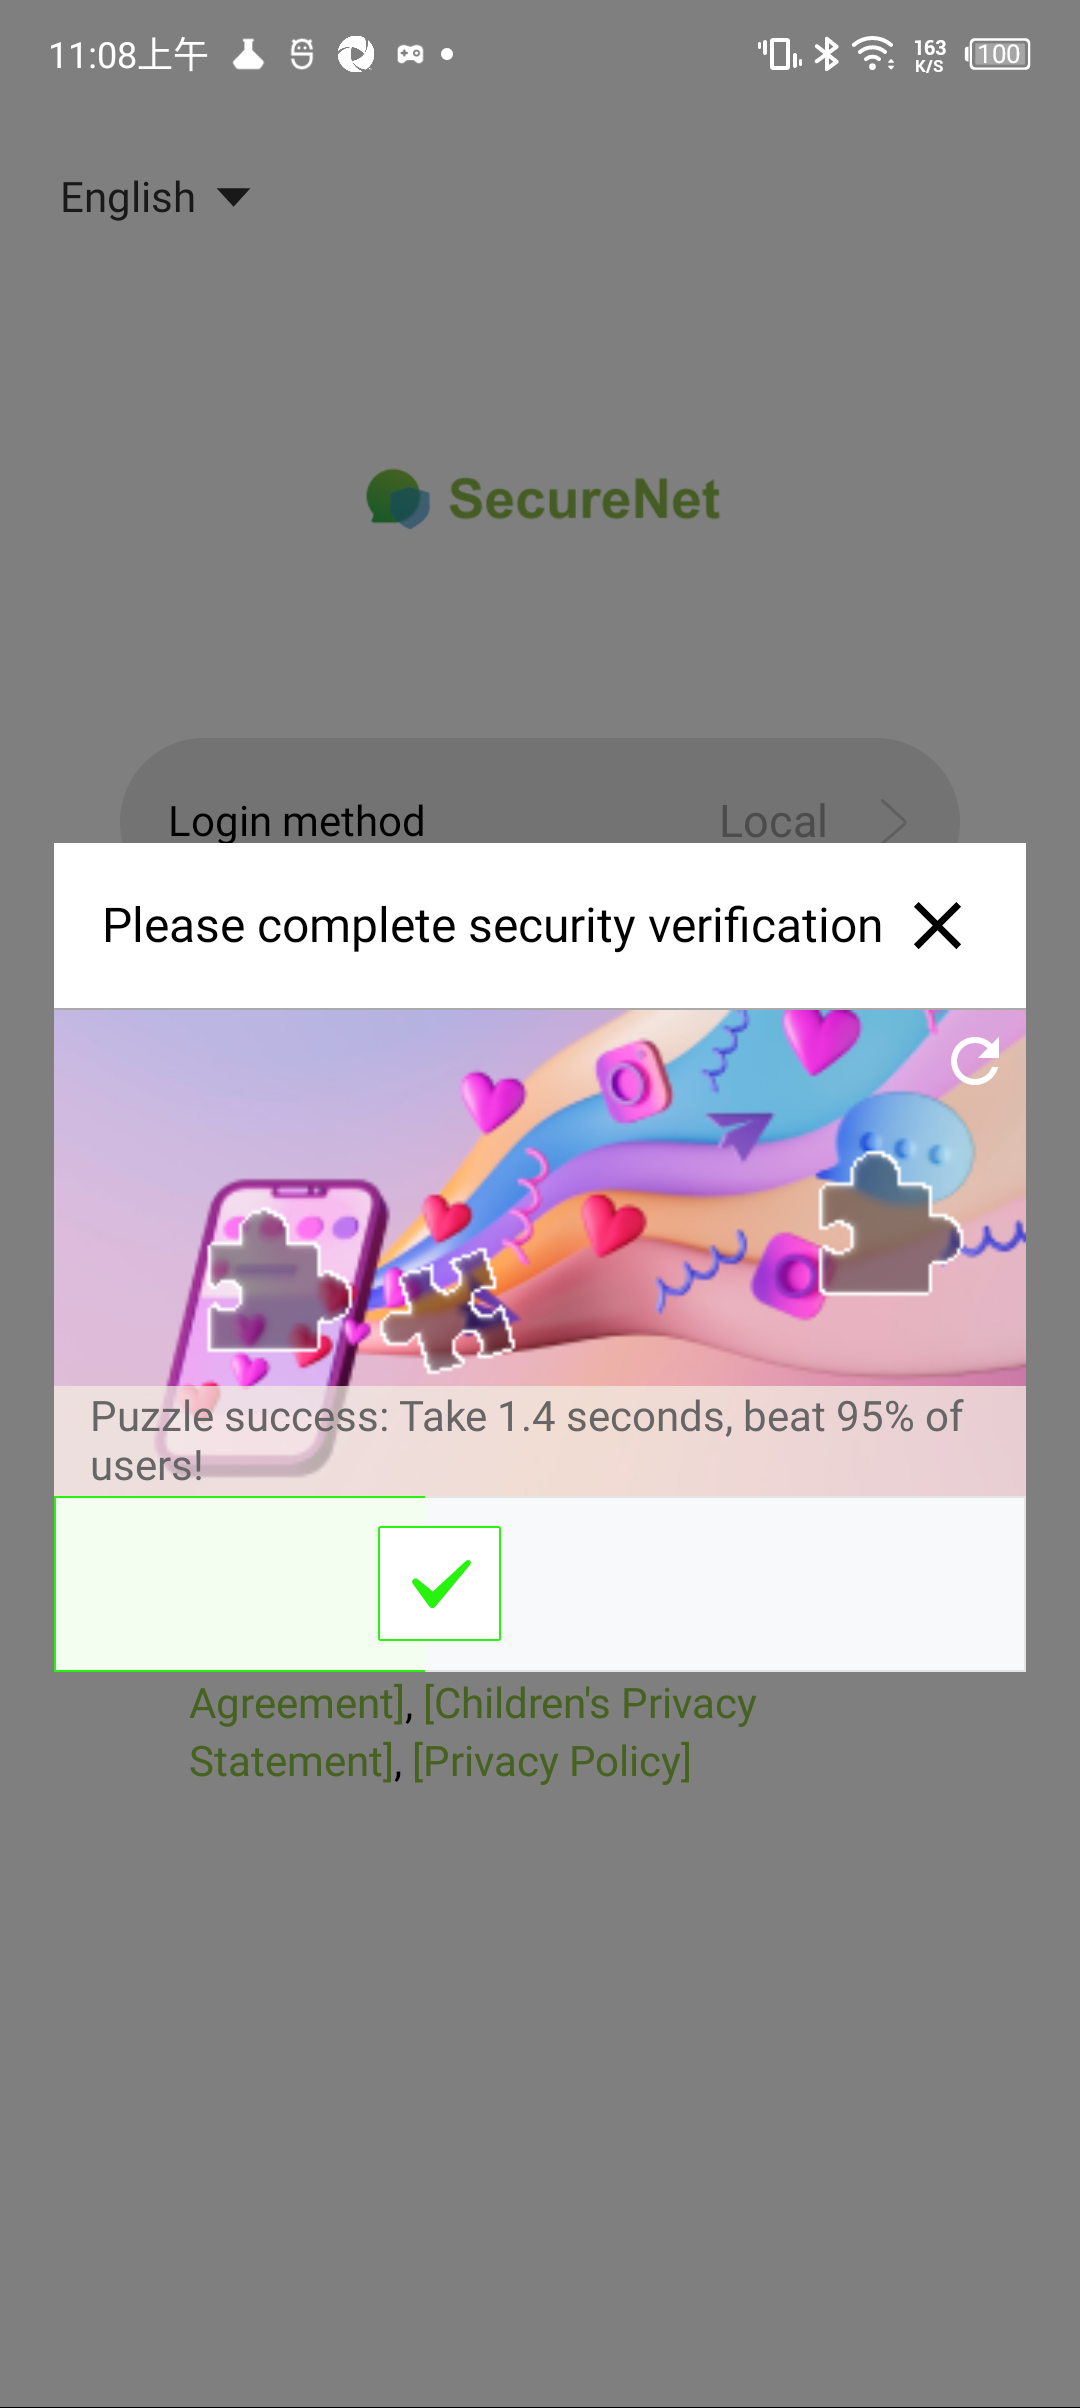 11:08上午
163
K/S
100
English
SecureNet
Login method
Local
Please complete security verification
Puzzle success: Take 1.4 seconds, beat 95% of
users!
Agreement], [Children's Privacy
Statement], [Privacy Policy]